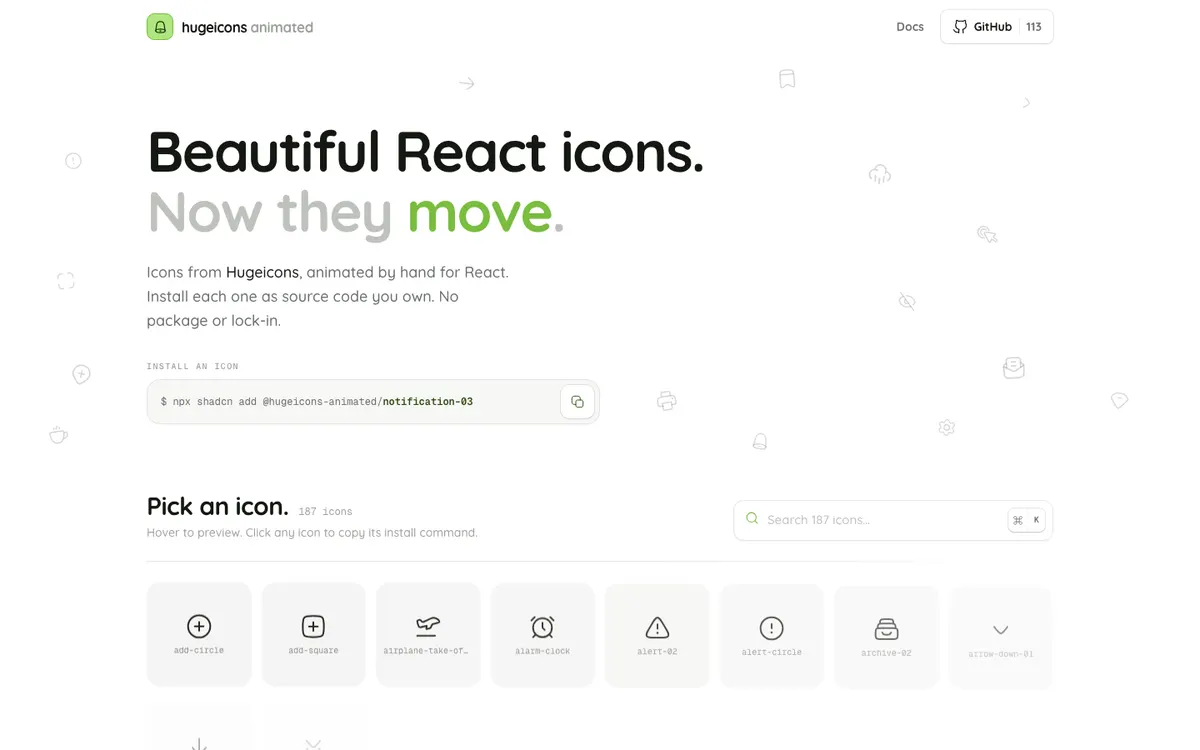 hugeicons animated
Docs
GitHub 113
Beautiful React icons.
Now they move.
Icons from Hugeicons, animated by hand for React.
Install each one as source code you own. No
package or lock-in.
INSTALL AN ICON
$ npx shadcn add @hugeicons-animated/notification-03
Pick an icon. 187 icons
Hover to preview. Click any icon to copy its install command.
Search 187 icons...
⌘ K
add-circle
add-square
airplane-take-of…
alarm-clock
alert-02
alert-circle
archive-02
arrow-down-01